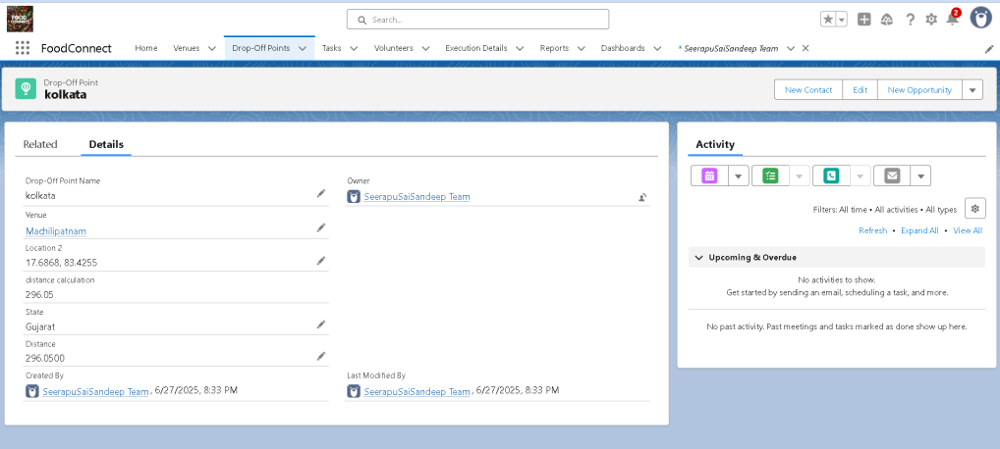 FOOD
CONNECT
Search...
2
FoodConnect
Home
Venues
Drop-Off Points
Tasks
Volunteers
Execution Details
Reports
Dashboards
* SeerapuSaiSandeep Team
Drop-Off Point
kolkata
New Contact
Edit
New Opportunity
Related
Details
Drop-Off Point Name
kolkata
Owner
SeerapuSaiSandeep Team
Venue
Machilipatnam
Location 2
17.6868, 83.4255
distance calculation
296.05
State
Gujarat
Distance
296.0500
Created By
SeerapuSaiSandeep Team, 6/27/2025, 8:33 PM
Last Modified By
SeerapuSaiSandeep Team, 6/27/2025, 8:33 PM
Activity
Filters: All time • All activities • All types
Refresh • Expand All • View All
Upcoming & Overdue
No activities to show.
Get started by sending an email, scheduling a task, and more.
No past activity. Past meetings and tasks marked as done show up here.